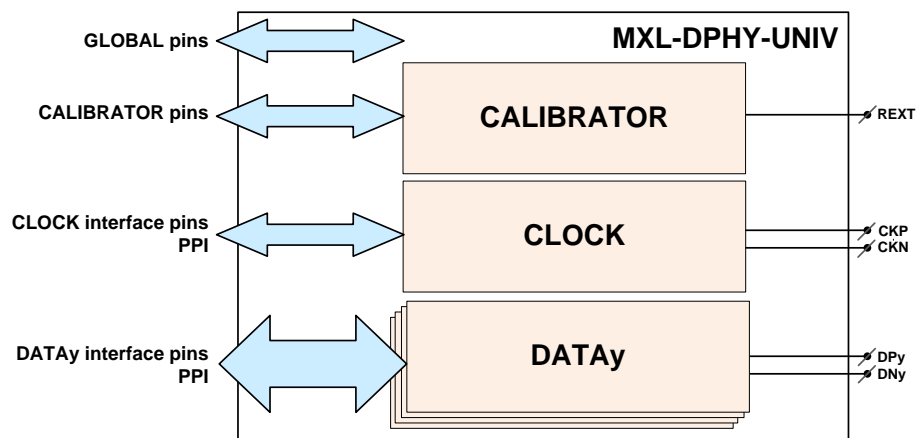 GLOBAL pins
MXL-DPHY-UNIV
CALIBRATOR pins
CALIBRATOR
REXT
CLOCK interface pins
PPI
CLOCK
CKP
CKN
DATAy interface pins
PPI
DATAy
DPy
DNy